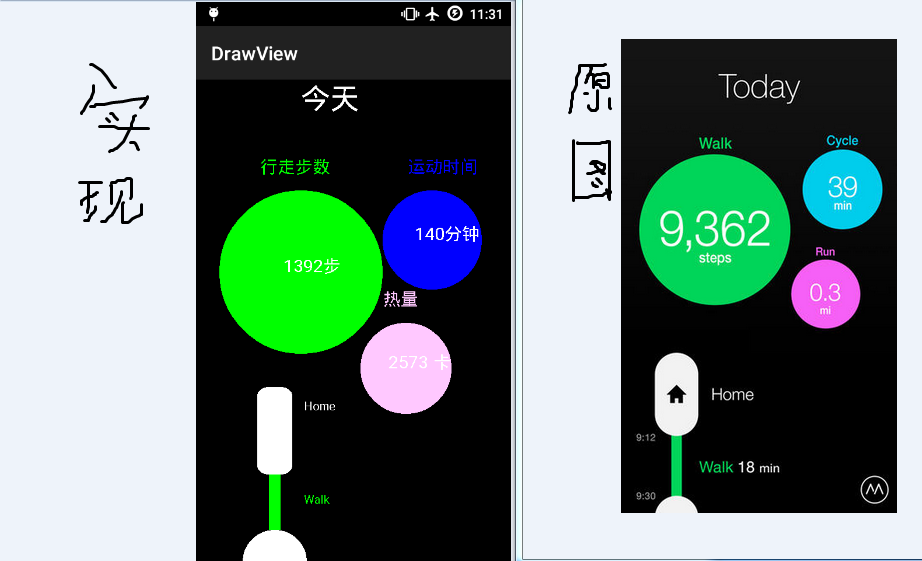 实现
11:31
DrawView
今天
行走步数
运动时间
140分钟
1392步
热量
2573 卡
Home
Walk
原图
Today
Walk
Cycle
39
min
9,362
steps
Run
0.3
mi
Home
9:12
Walk 18 min
9:30